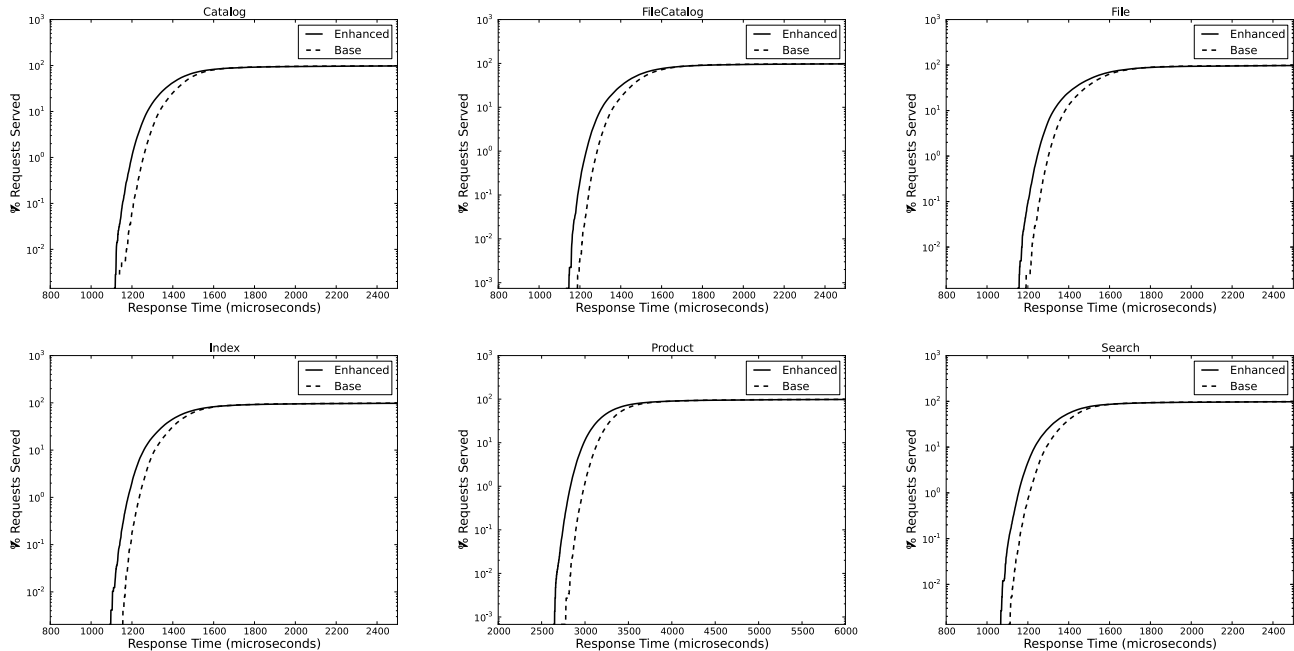 Catalog
Enhanced
Base
% Requests Served
10^3
10^2
10^1
10^0
10^-1
10^-2
800 1000 1200 1400 1600 1800 2000 2200 2400
Response Time (microseconds)
FileCatalog
Enhanced
Base
% Requests Served
10^3
10^2
10^1
10^0
10^-1
10^-2
10^-3
800 1000 1200 1400 1600 1800 2000 2200 2400
Response Time (microseconds)
File
Enhanced
Base
% Requests Served
10^3
10^2
10^1
10^0
10^-1
10^-2
800 1000 1200 1400 1600 1800 2000 2200 2400
Response Time (microseconds)
Index
Enhanced
Base
% Requests Served
10^3
10^2
10^1
10^0
10^-1
10^-2
800 1000 1200 1400 1600 1800 2000 2200 2400
Response Time (microseconds)
Product
Enhanced
Base
% Requests Served
10^3
10^2
10^1
10^0
10^-1
10^-2
10^-3
2000 2500 3000 3500 4000 4500 5000 5500 6000
Response Time (microseconds)
Search
Enhanced
Base
% Requests Served
10^3
10^2
10^1
10^0
10^-1
10^-2
800 1000 1200 1400 1600 1800 2000 2200 2400
Response Time (microseconds)